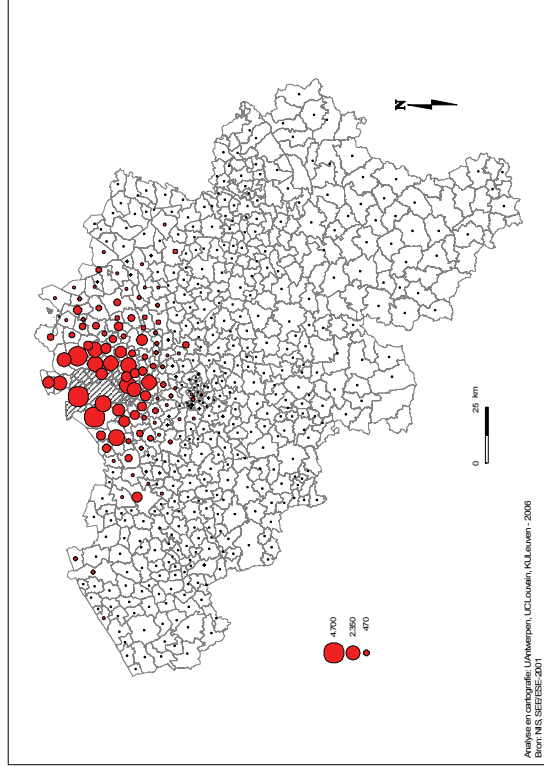 N
0 25 km
4.700
2.350
470
Analyse en cartografie: UAntwerpen, UCLouvain, KULeuven - 2006
Bron: NIS, SEE/ESE-2001